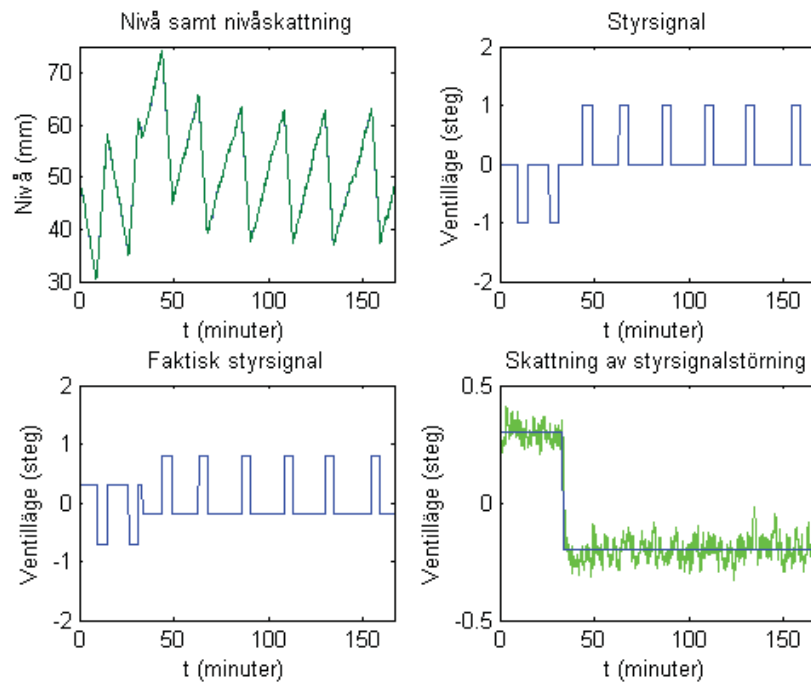 Nivå samt nivåskattning
Nivå (mm)
70
60
50
40
30
0
50
100
150
t (minuter)
Styrsignal
Ventilläge (steg)
2
1
0
-1
-2
0
50
100
150
t (minuter)
Faktisk styrsignal
Ventilläge (steg)
2
1
0
-1
-2
0
50
100
150
t (minuter)
Skattning av styrsignalstörning
Ventilläge (steg)
0.5
0
-0.5
0
50
100
150
t (minuter)